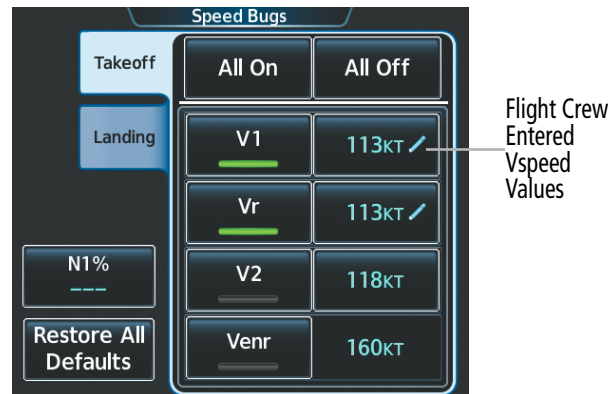 Speed Bugs
Takeoff
All On
All Off
Landing
V1
113KT
Vr
113KT
V2
118KT
Venr
160KT
N1%
---
Restore All
Defaults
Flight Crew
Entered
Vspeed
Values